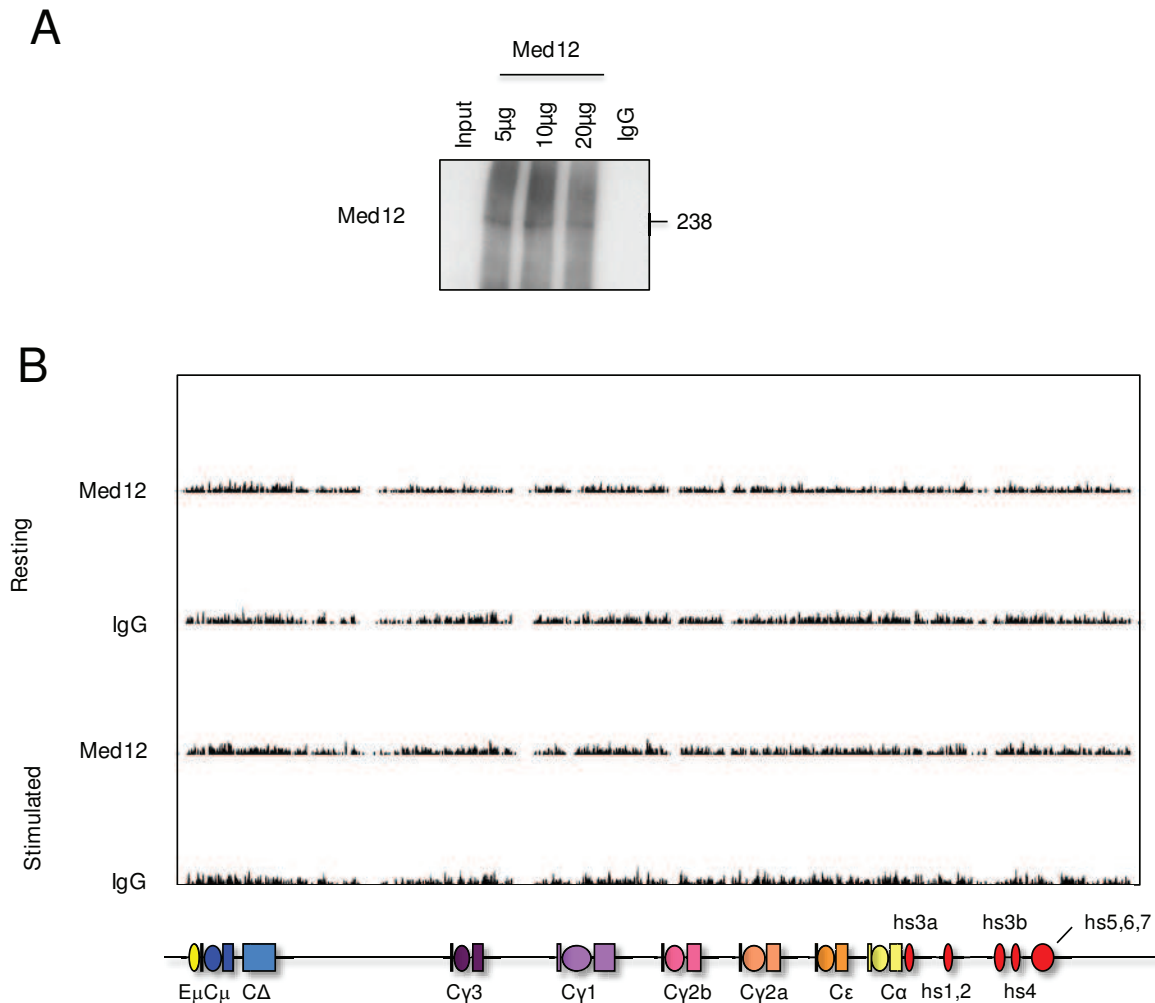 A
Med12
Input
5µg
10µg
20µg
IgG
Med12
238
B
Resting
Med12
IgG
Stimulated
Med12
IgG
hs3a
hs3b
hs5,6,7
EµCµ
CΔ
Cγ3
Cγ1
Cγ2b
Cγ2a
Cε
Cα
hs1,2
hs4